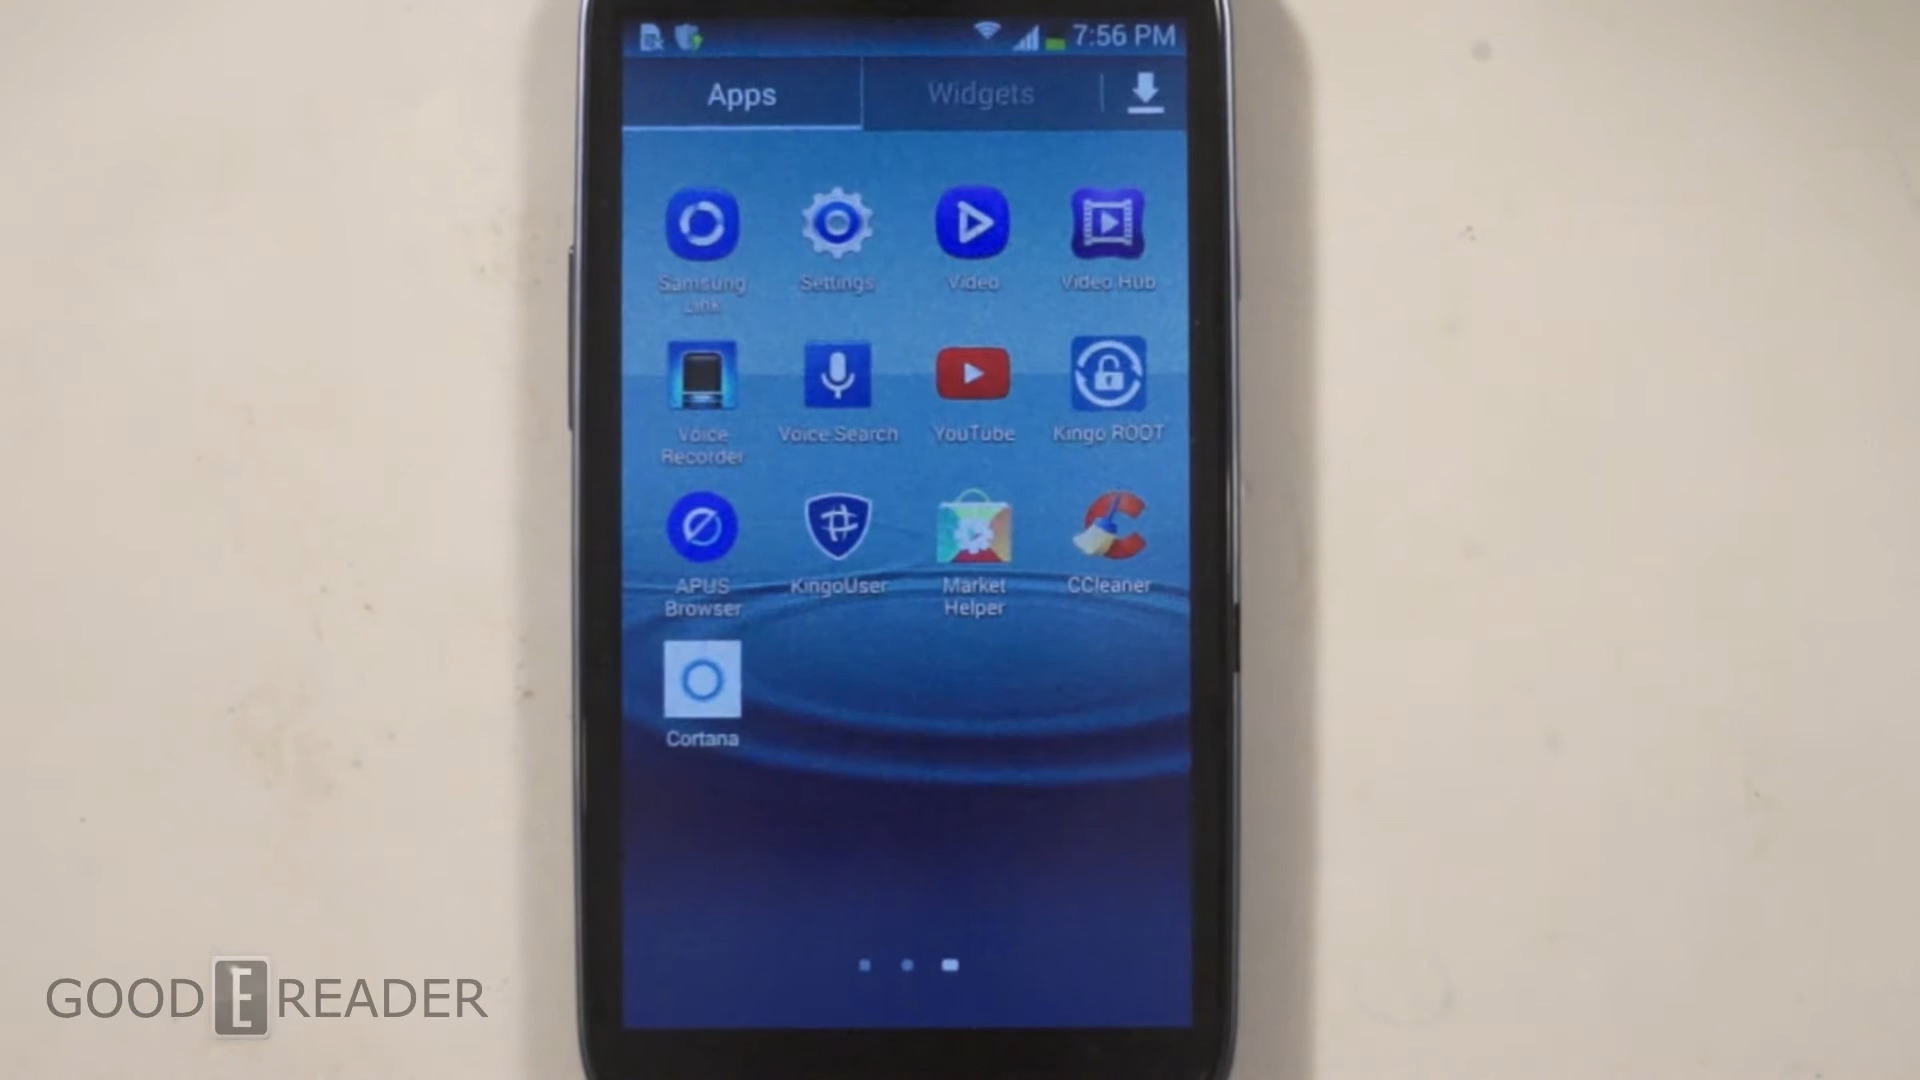 7:56 PM
Apps Widgets
Samsung Settings Video Video Hub
Link
Voice Voice Search YouTube Kingo ROOT
Recorder
APUS KingoUser Market CCleaner
Browser Helper
Cortana
GOOD E READER